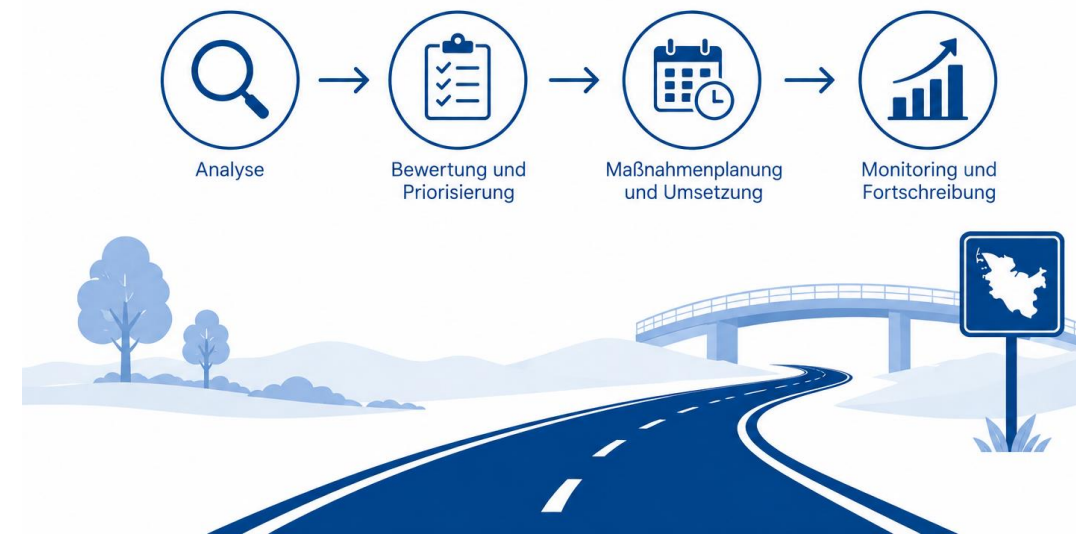 Analyse
Bewertung und
Priorisierung
Maßnahmenplanung
und Umsetzung
Monitoring und
Fortschreibung